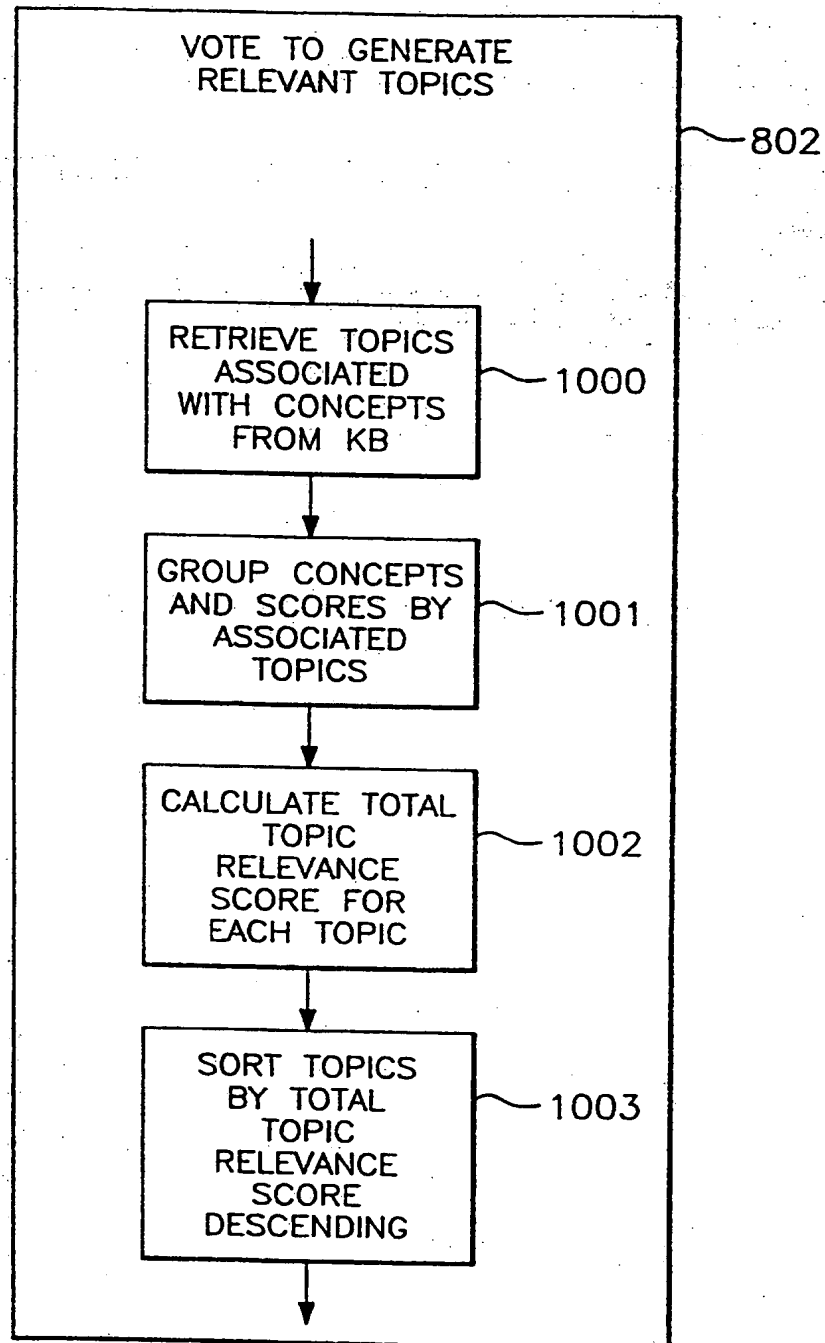 VOTE TO GENERATE
RELEVANT TOPICS
802
RETRIEVE TOPICS
ASSOCIATED
WITH CONCEPTS
FROM KB
1000
GROUP CONCEPTS
AND SCORES BY
ASSOCIATED
TOPICS
1001
CALCULATE TOTAL
TOPIC
RELEVANCE
SCORE FOR
EACH TOPIC
1002
SORT TOPICS
BY TOTAL
TOPIC
RELEVANCE
SCORE
DESCENDING
1003